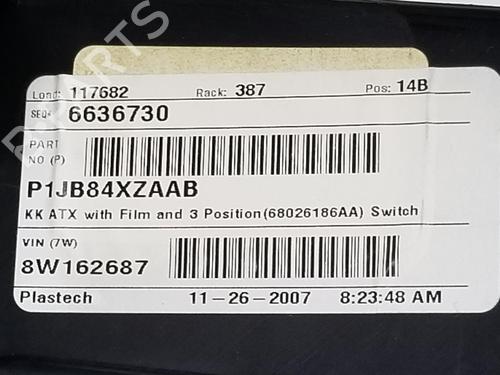 Load: 117682 Rack: 387 Pos: 14B
SEQ# 6636730
PART
NO (P)
P1JB84XZAAB
KK ATX with Film and 3 Position(68026186AA) Switch
VIN (7W)
8W162687
Plastech 11-26-2007 8:23:48 AM